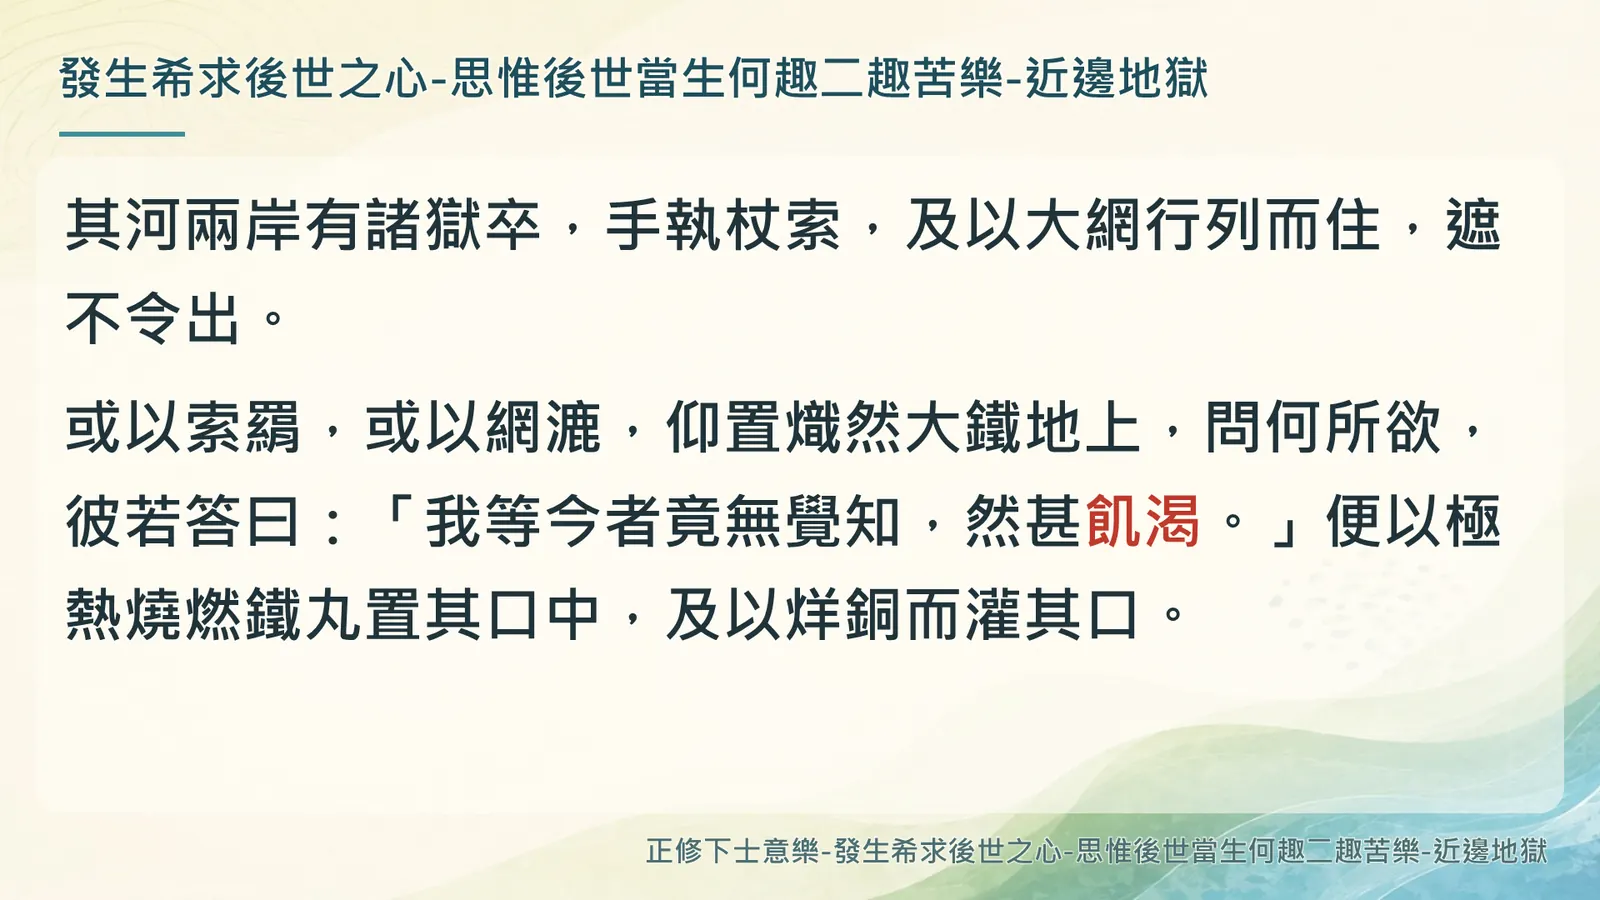 發生希求後世之心-思惟後世當生何趣二趣苦樂-近邊地獄
其河兩岸有諸獄卒，手執杖索，及以大網行列而住，遮
不令出。
或以索羂，或以網漉，仰置熾然大鐵地上，問何所欲，
彼若答曰：「我等今者竟無覺知，然甚飢渴。」便以極
熱燒燃鐵丸置其口中，及以烊銅而灌其口。
正修下士意樂-發生希求後世之心-思惟後世當生何趣二趣苦樂-近邊地獄